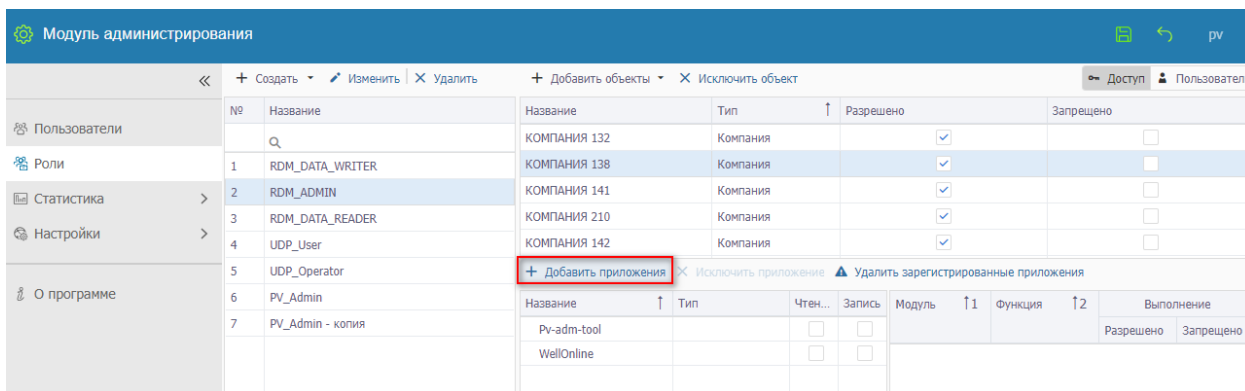 Модуль администрирования pv
+ Создать Изменить Удалить + Добавить объекты Исключить объект Доступ Пользовател
№ Название Название Тип Разрешено Запрещено
Пользователи КОМПАНИЯ 132 Компания
Роли 1 RDM_DATA_WRITER КОМПАНИЯ 138 Компания
Статистика 2 RDM_ADMIN КОМПАНИЯ 141 Компания
3 RDM_DATA_READER КОМПАНИЯ 210 Компания
Настройки 4 UDP_User КОМПАНИЯ 142 Компания
5 UDP_Operator + Добавить приложения Исключить приложение Удалить зарегистрированные приложения
О программе 6 PV_Admin Название Тип Чтен... Запись Модуль 1 Функция 2 Выполнение
7 PV_Admin - копия Pv-adm-tool Разрешено Запрещено
WellOnline